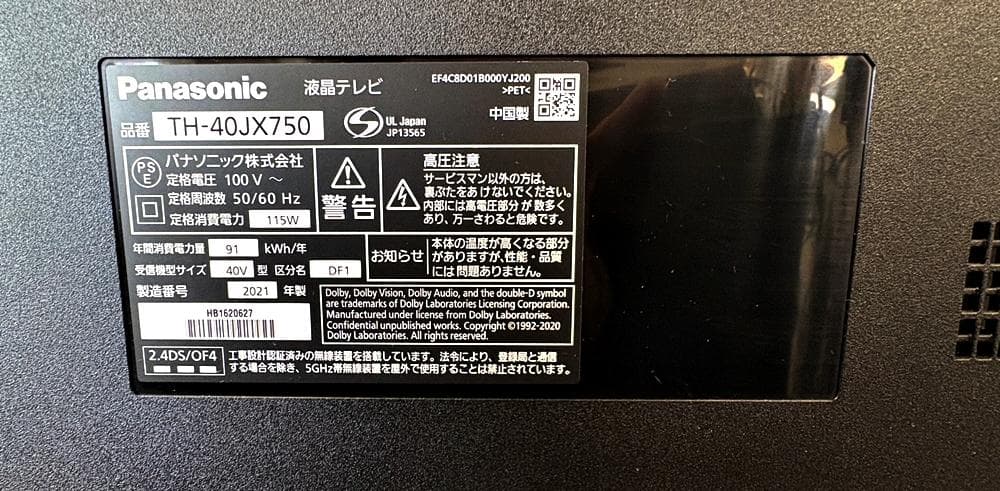 Panasonic 液晶テレビ
EF4C8D01B000YJ200
>PET<
中国製
品番 TH-40JX750
UL Japan
JP13565
PS
E
パナソニック株式会社
定格電圧 100 V ～
定格周波数 50/60 Hz
定格消費電力 115W
警告
高圧注意
サービスマン以外の方は、
裏ぶたをあけないでください。
内部には高電圧部分が数多く
あり、万一さわると危険です。
年間消費電力量 91 kWh/年
受信機型サイズ 40V 型 区分名 DF1
製造番号 2021 年製
HB1620627
お知らせ
本体の温度が高くなる部分
がありますが、性能・品質
には問題ありません。
Dolby, Dolby Vision, Dolby Audio, and the double-D symbol
are trademarks of Dolby Laboratories Licensing Corporation.
Manufactured under license from Dolby Laboratories.
Confidential unpublished works. Copyright ©1992-2020
Dolby Laboratories. All rights reserved.
2.4DS/OF4
工事設計認証済みの無線装置を搭載しています。法令により、登録局と通信
する場合を除き、5GHz帯無線装置を屋外で使用することは禁止されています。